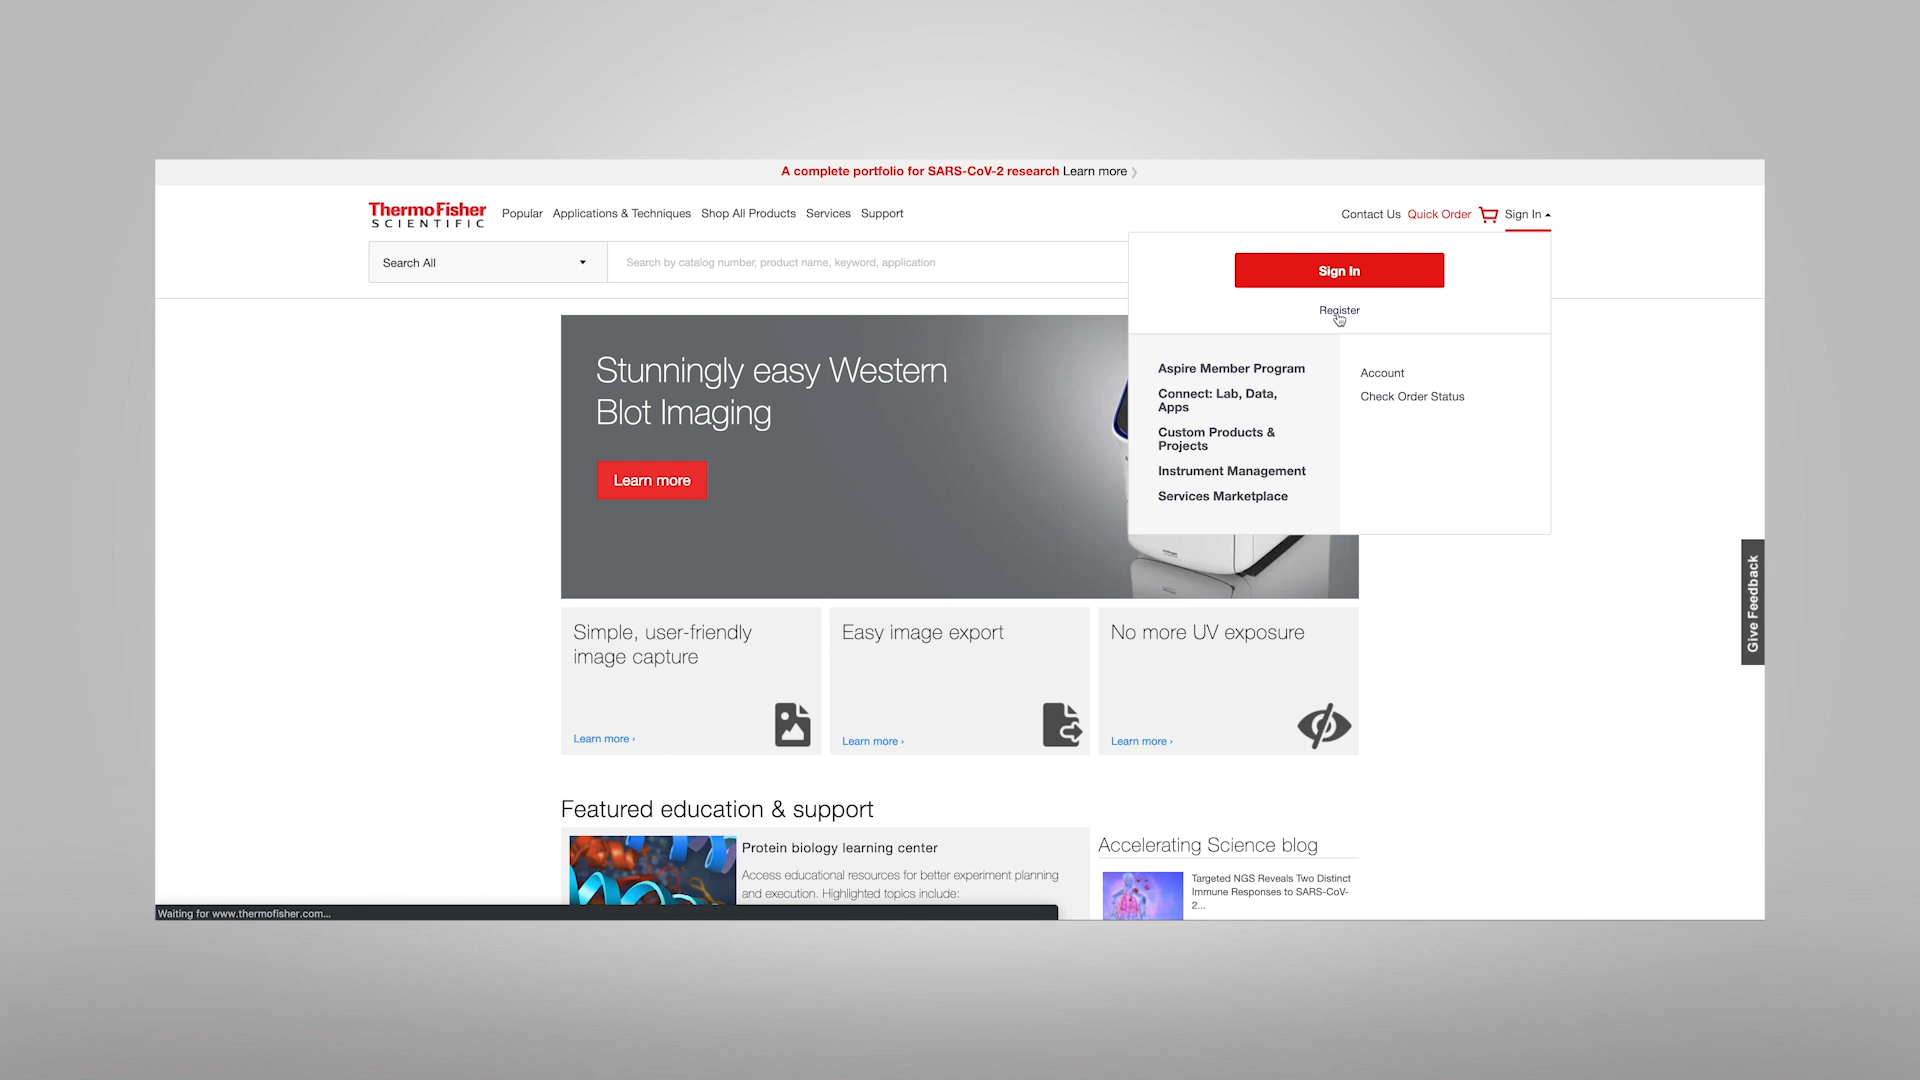 A complete portfolio for SARS-CoV-2 research Learn more ❯
ThermoFisher
SCIENTIFIC
Popular Applications & Techniques Shop All Products Services Support
Contact Us Quick Order Sign In
Search All
Search by catalog number, product name, keyword, application
Sign In
Register
Aspire Member Program
Connect: Lab, Data,
Apps
Custom Products &
Projects
Instrument Management
Services Marketplace
Account
Check Order Status
Stunningly easy Western
Blot Imaging
Learn more
Give Feedback
Simple, user-friendly
image capture
Learn more ›
Easy image export
Learn more ›
No more UV exposure
Learn more ›
Featured education & support
Protein biology learning center
Access educational resources for better experiment planning
and execution. Highlighted topics include:
Accelerating Science blog
Targeted NGS Reveals Two Distinct
Immune Responses to SARS-CoV-
2...
Waiting for www.thermofisher.com...